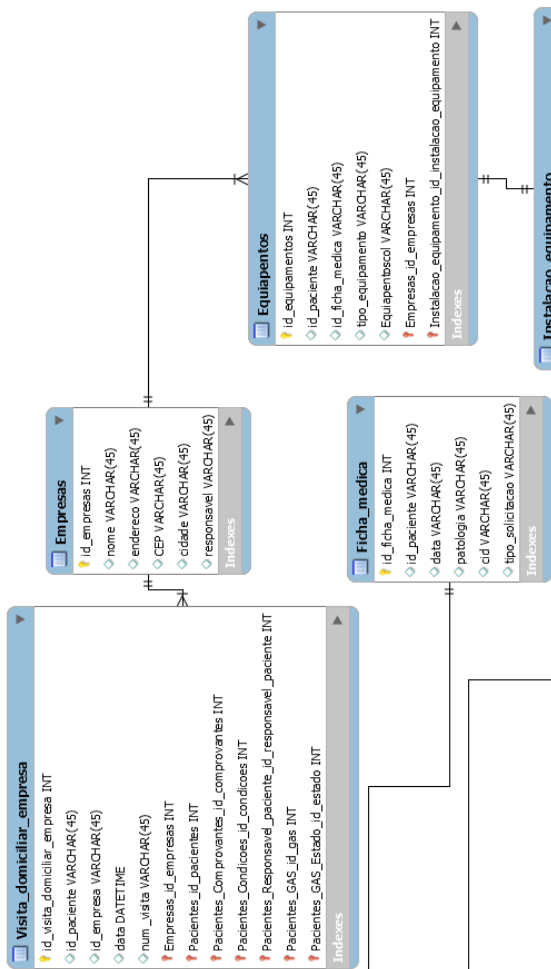 Visita_domiciliar_empresa
id_visita_domiciliar_empresa INT
id_paciente VARCHAR(45)
id_empresa VARCHAR(45)
data DATETIME
num_visita VARCHAR(45)
Empresas_id_empresas INT
Pacientes_id_pacientes INT
Pacientes_Comprovantes_id_comprovantes INT
Pacientes_Condicoes_id_condicoes INT
Pacientes_Responsavel_paciente_id_responsavel_paciente INT
Pacientes_GAS_id_gas INT
Pacientes_GAS_Estado_id_estado INT
Indexes
Empresas
id_empresas INT
nome VARCHAR(45)
endereco VARCHAR(45)
CEP VARCHAR(45)
cidade VARCHAR(45)
responsavel VARCHAR(45)
Indexes
Equiapentos
id_equipamentos INT
id_paciente VARCHAR(45)
id_ficha_medica VARCHAR(45)
tipo_equipamento VARCHAR(45)
Equiapentoscol VARCHAR(45)
Empresas_id_empresas INT
Instalacao_equipamento_id_instalacao_equipamento INT
Indexes
Ficha_medica
id_ficha_medica INT
id_paciente VARCHAR(45)
data VARCHAR(45)
patologia VARCHAR(45)
cid VARCHAR(45)
tipo_solicitacao VARCHAR(45)
Indexes
Instalacao_equipamento